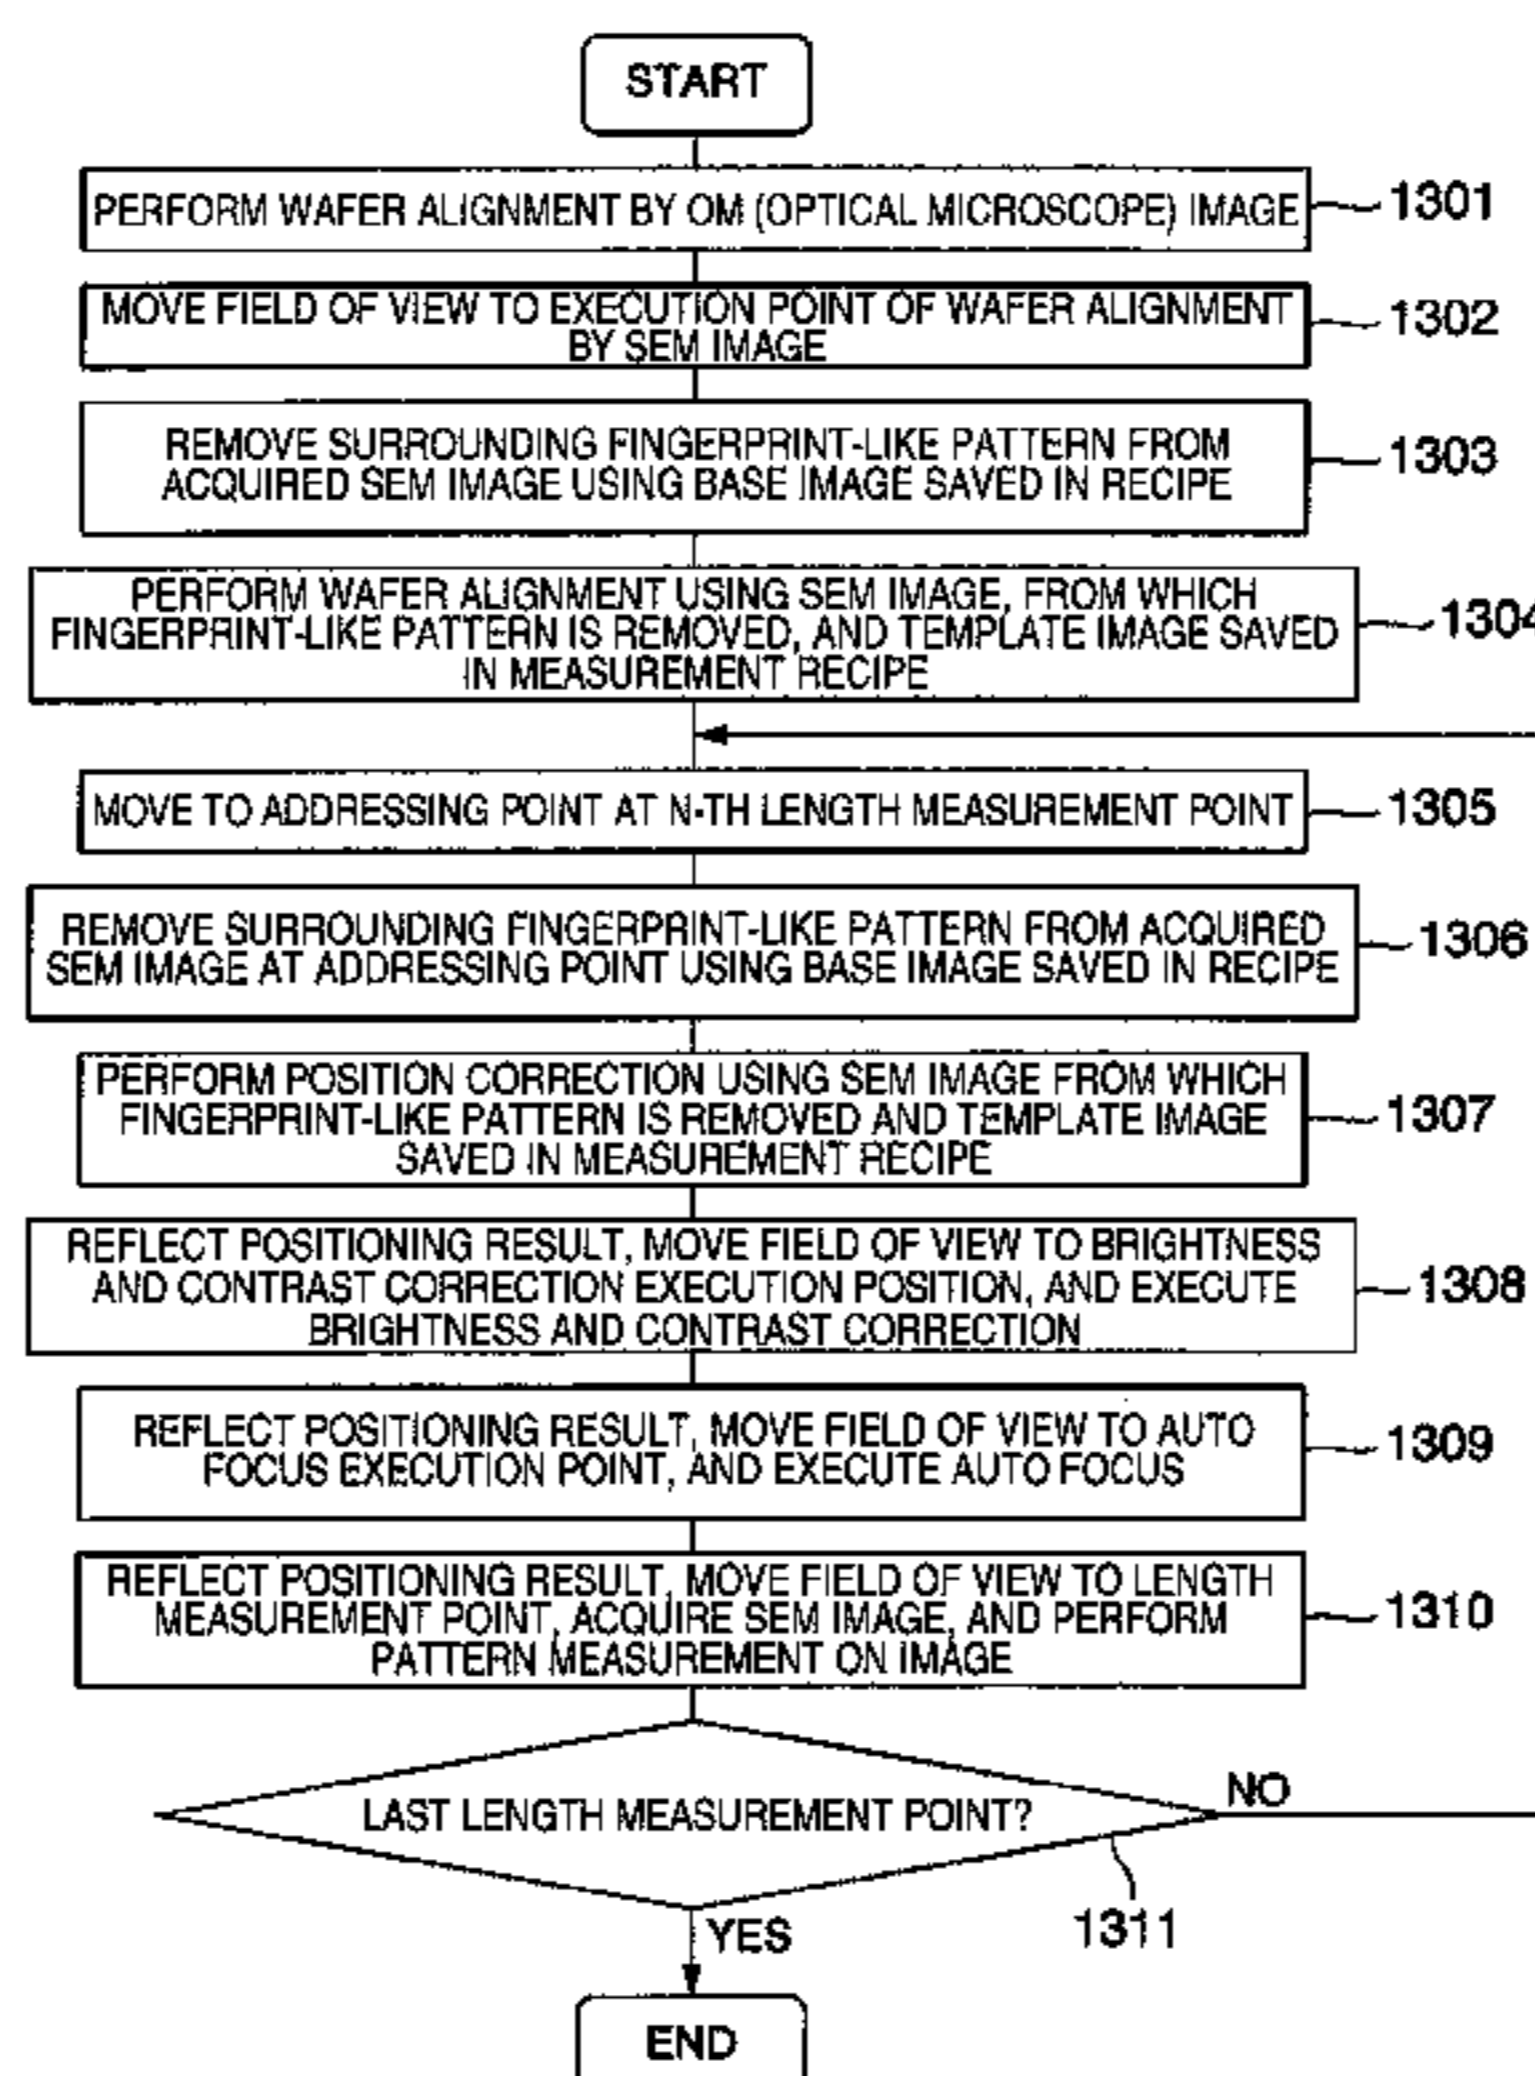 START
PERFORM WAFER ALIGNMENT BY OM (OPTICAL MICROSCOPE) IMAGE
1301
MOVE FIELD OF VIEW TO EXECUTION POINT OF WAFER ALIGNMENT
BY SEM IMAGE
1302
REMOVE SURROUNDING FINGERPRINT-LIKE PATTERN FROM
ACQUIRED SEM IMAGE USING BASE IMAGE SAVED IN RECIPE
1303
PERFORM WAFER ALIGNMENT USING SEM IMAGE, FROM WHICH
FINGERPRINT-LIKE PATTERN IS REMOVED, AND TEMPLATE IMAGE SAVED
IN MEASUREMENT RECIPE
1304
MOVE TO ADDRESSING POINT AT N-TH LENGTH MEASUREMENT POINT
1305
REMOVE SURROUNDING FINGERPRINT-LIKE PATTERN FROM ACQUIRED
SEM IMAGE AT ADDRESSING POINT USING BASE IMAGE SAVED IN RECIPE
1306
PERFORM POSITION CORRECTION USING SEM IMAGE FROM WHICH
FINGERPRINT-LIKE PATTERN IS REMOVED AND TEMPLATE IMAGE
SAVED IN MEASUREMENT RECIPE
1307
REFLECT POSITIONING RESULT, MOVE FIELD OF VIEW TO BRIGHTNESS
AND CONTRAST CORRECTION EXECUTION POSITION, AND EXECUTE
BRIGHTNESS AND CONTRAST CORRECTION
1308
REFLECT POSITIONING RESULT, MOVE FIELD OF VIEW TO AUTO
FOCUS EXECUTION POINT, AND EXECUTE AUTO FOCUS
1309
REFLECT POSITIONING RESULT, MOVE FIELD OF VIEW TO LENGTH
MEASUREMENT POINT, ACQUIRE SEM IMAGE, AND PERFORM
PATTERN MEASUREMENT ON IMAGE
1310
LAST LENGTH MEASUREMENT POINT?
NO
1311
YES
END